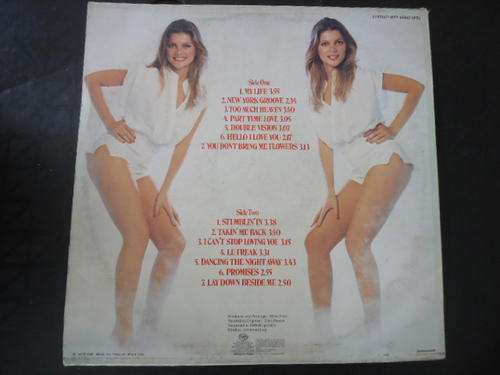 Side One
1. MY LIFE 3.55
2. NEW YORK GROOVE 2.34
3. TOO MUCH HEAVEN 3.50
4. PART TIME LOVE 3.05
5. DOUBLE VISION 3.07
6. HELLO I LOVE YOU 2.17
7. YOU DON'T BRING ME FLOWERS 3.13
Side Two
1. STUMBLIN' IN 3.38
2. TAKIN' ME BACK 3.50
3. I CAN'T STOP LOVING YOU 3.15
4. LE FREAK 3.31
5. DANCING THE NIGHT AWAY 3.43
6. PROMISES 2.55
7. LAY DOWN BESIDE ME 2.50